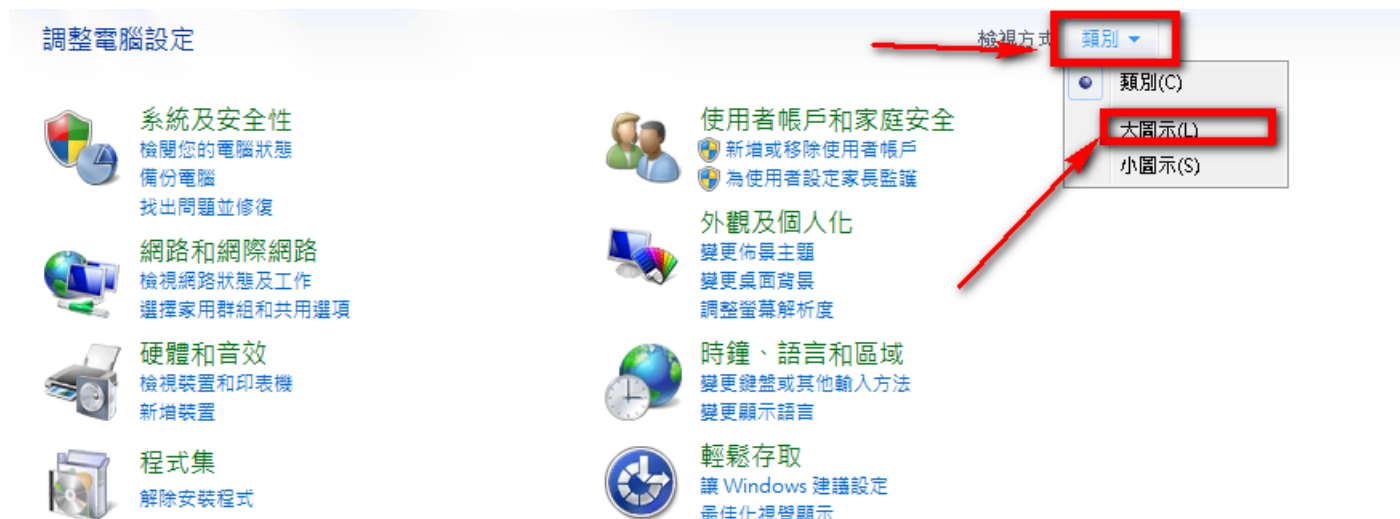 調整電腦設定
檢視方式 類別
類別(C)
大圖示(L)
小圖示(S)
系統及安全性
檢閱您的電腦狀態
備份電腦
找出問題並修復
網路和網際網路
檢視網路狀態及工作
選擇家用群組和共用選項
硬體和音效
檢視裝置和印表機
新增裝置
程式集
解除安裝程式
使用者帳戶和家庭安全
新增或移除使用者帳戶
為使用者設定家長監護
外觀及個人化
變更佈景主題
變更桌面背景
調整螢幕解析度
時鐘、語言和區域
變更鍵盤或其他輸入方法
變更顯示語言
輕鬆存取
讓 Windows 建議設定
最佳化視覺顯示